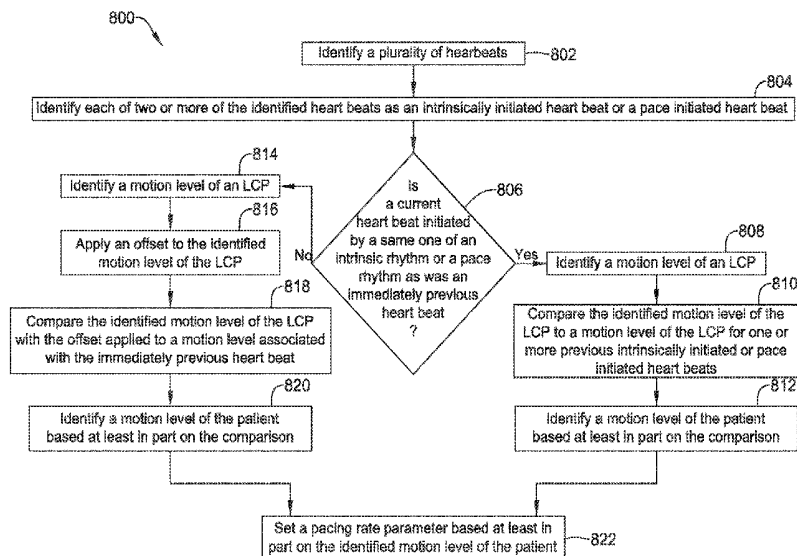 800
Identify a plurality of hearbeats
802
804
Identify each of two or more of the identified heart beats as an intrinsically initiated heart beat or a pace initiated heart beat
Is
a current
heart beat initiated
by a same one of an
intrinsic rhythm or a pace
rhythm as was an
immediately previous
heart beat
?
806
No
Yes
814
Identify a motion level of an LCP
816
Apply an offset to the identified
motion level of the LCP
818
Compare the identified motion level of the LCP
with the offset applied to a motion level associated
with the immediately previous heart beat
820
Identify a motion level of the patient
based at least in part on the comparison
808
Identify a motion level of an LCP
810
Compare the identified motion level of the
LCP to a motion level of the LCP for one or
more previous intrinsically initiated or pace
initiated heart beats
812
Identify a motion level of the patient
based at least in part on the comparison
Set a pacing rate parameter based at least in
part on the identified motion level of the patient
822